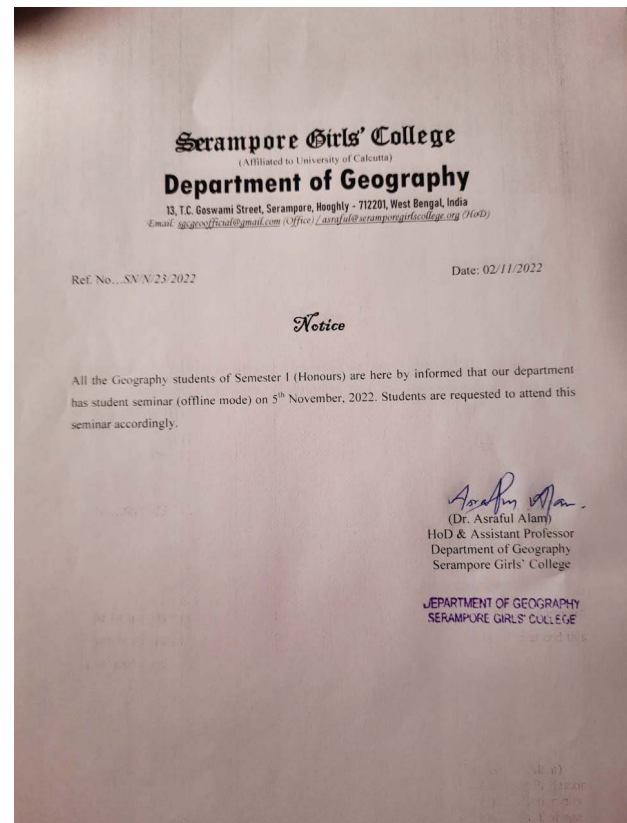 Serampore Girls' College
(Affiliated to University of Calcutta)
Department of Geography
13, T.C. Goswami Street, Serampore, Hooghly - 712201, West Bengal, India
Email: sgcgeoofficial@gmail.com (Office) / asraful@seramporegirlscollege.org (HoD)
Ref. No...SN/N/23/2022
Date: 02/11/2022
Notice
All the Geography students of Semester I (Honours) are here by informed that our department
has student seminar (offline mode) on 5th November, 2022. Students are requested to attend this
seminar accordingly.
Asraful Alam.
(Dr. Asraful Alam)
HoD & Assistant Professor
Department of Geography
Serampore Girls' College
DEPARTMENT OF GEOGRAPHY
SERAMPORE GIRLS' COLLEGE